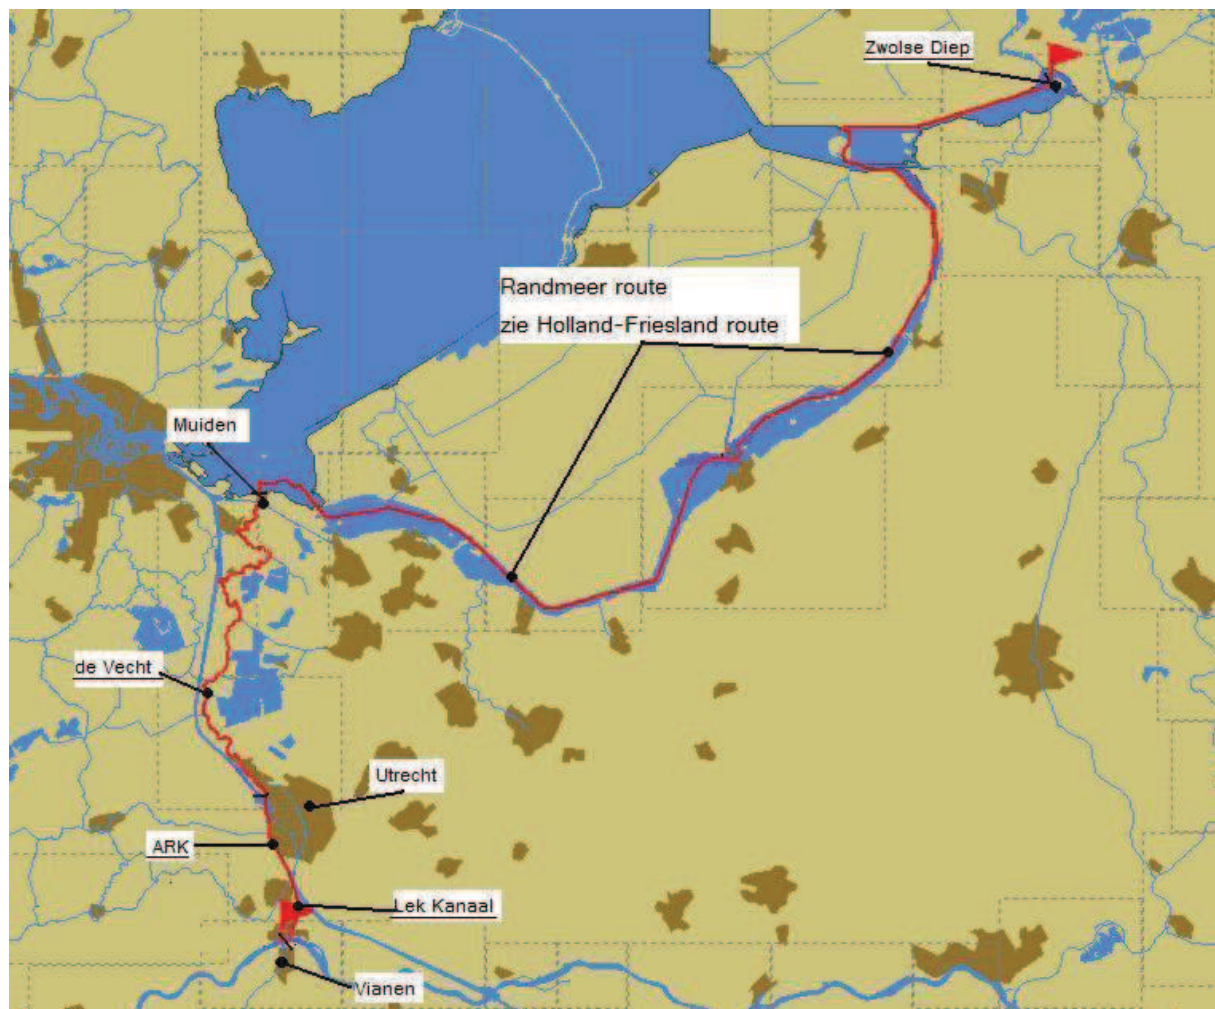 Zwolse Diep
Randmeer route
zie Holland-Friesland route
Muiden
de Vecht
Utrecht
ARK
Lek Kanaal
Vianen